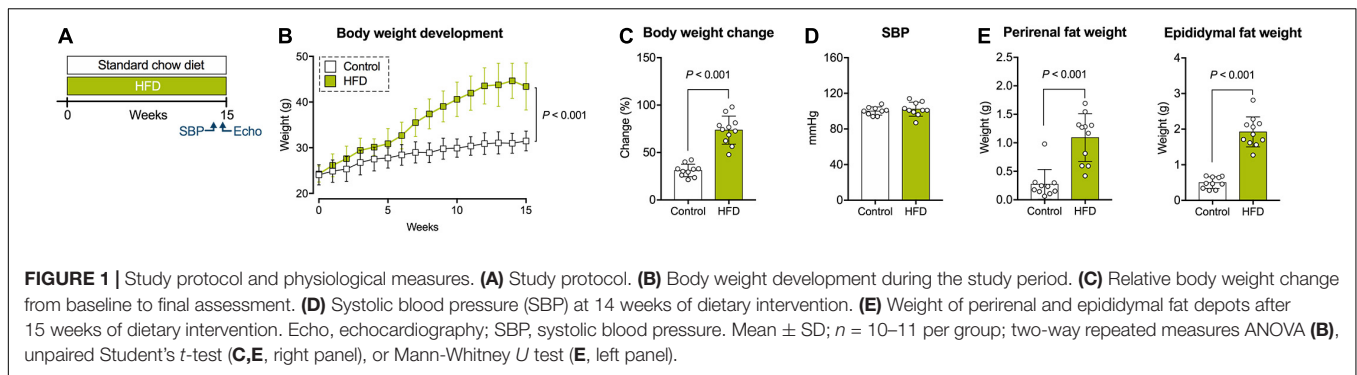 A
Standard chow diet
HFD
0
Weeks
15
SBP
Echo
B
Body weight development
Control
HFD
Weight (g)
50
40
30
20
0
5
10
15
Weeks
P < 0.001
C
Body weight change
Change (%)
150
100
50
0
P < 0.001
Control
HFD
D
SBP
mmHg
160
120
80
40
0
Control
HFD
E
Perirenal fat weight
Weight (g)
2.5
2.0
1.5
1.0
0.5
0.0
P < 0.001
Control
HFD
Epididymal fat weight
Weight (g)
4
3
2
1
0
P < 0.001
Control
HFD
FIGURE 1 | Study protocol and physiological measures. (A) Study protocol. (B) Body weight development during the study period. (C) Relative body weight change
from baseline to final assessment. (D) Systolic blood pressure (SBP) at 14 weeks of dietary intervention. (E) Weight of perirenal and epididymal fat depots after
15 weeks of dietary intervention. Echo, echocardiography; SBP, systolic blood pressure. Mean ± SD; n = 10–11 per group; two-way repeated measures ANOVA (B),
unpaired Student's t-test (C,E, right panel), or Mann-Whitney U test (E, left panel).